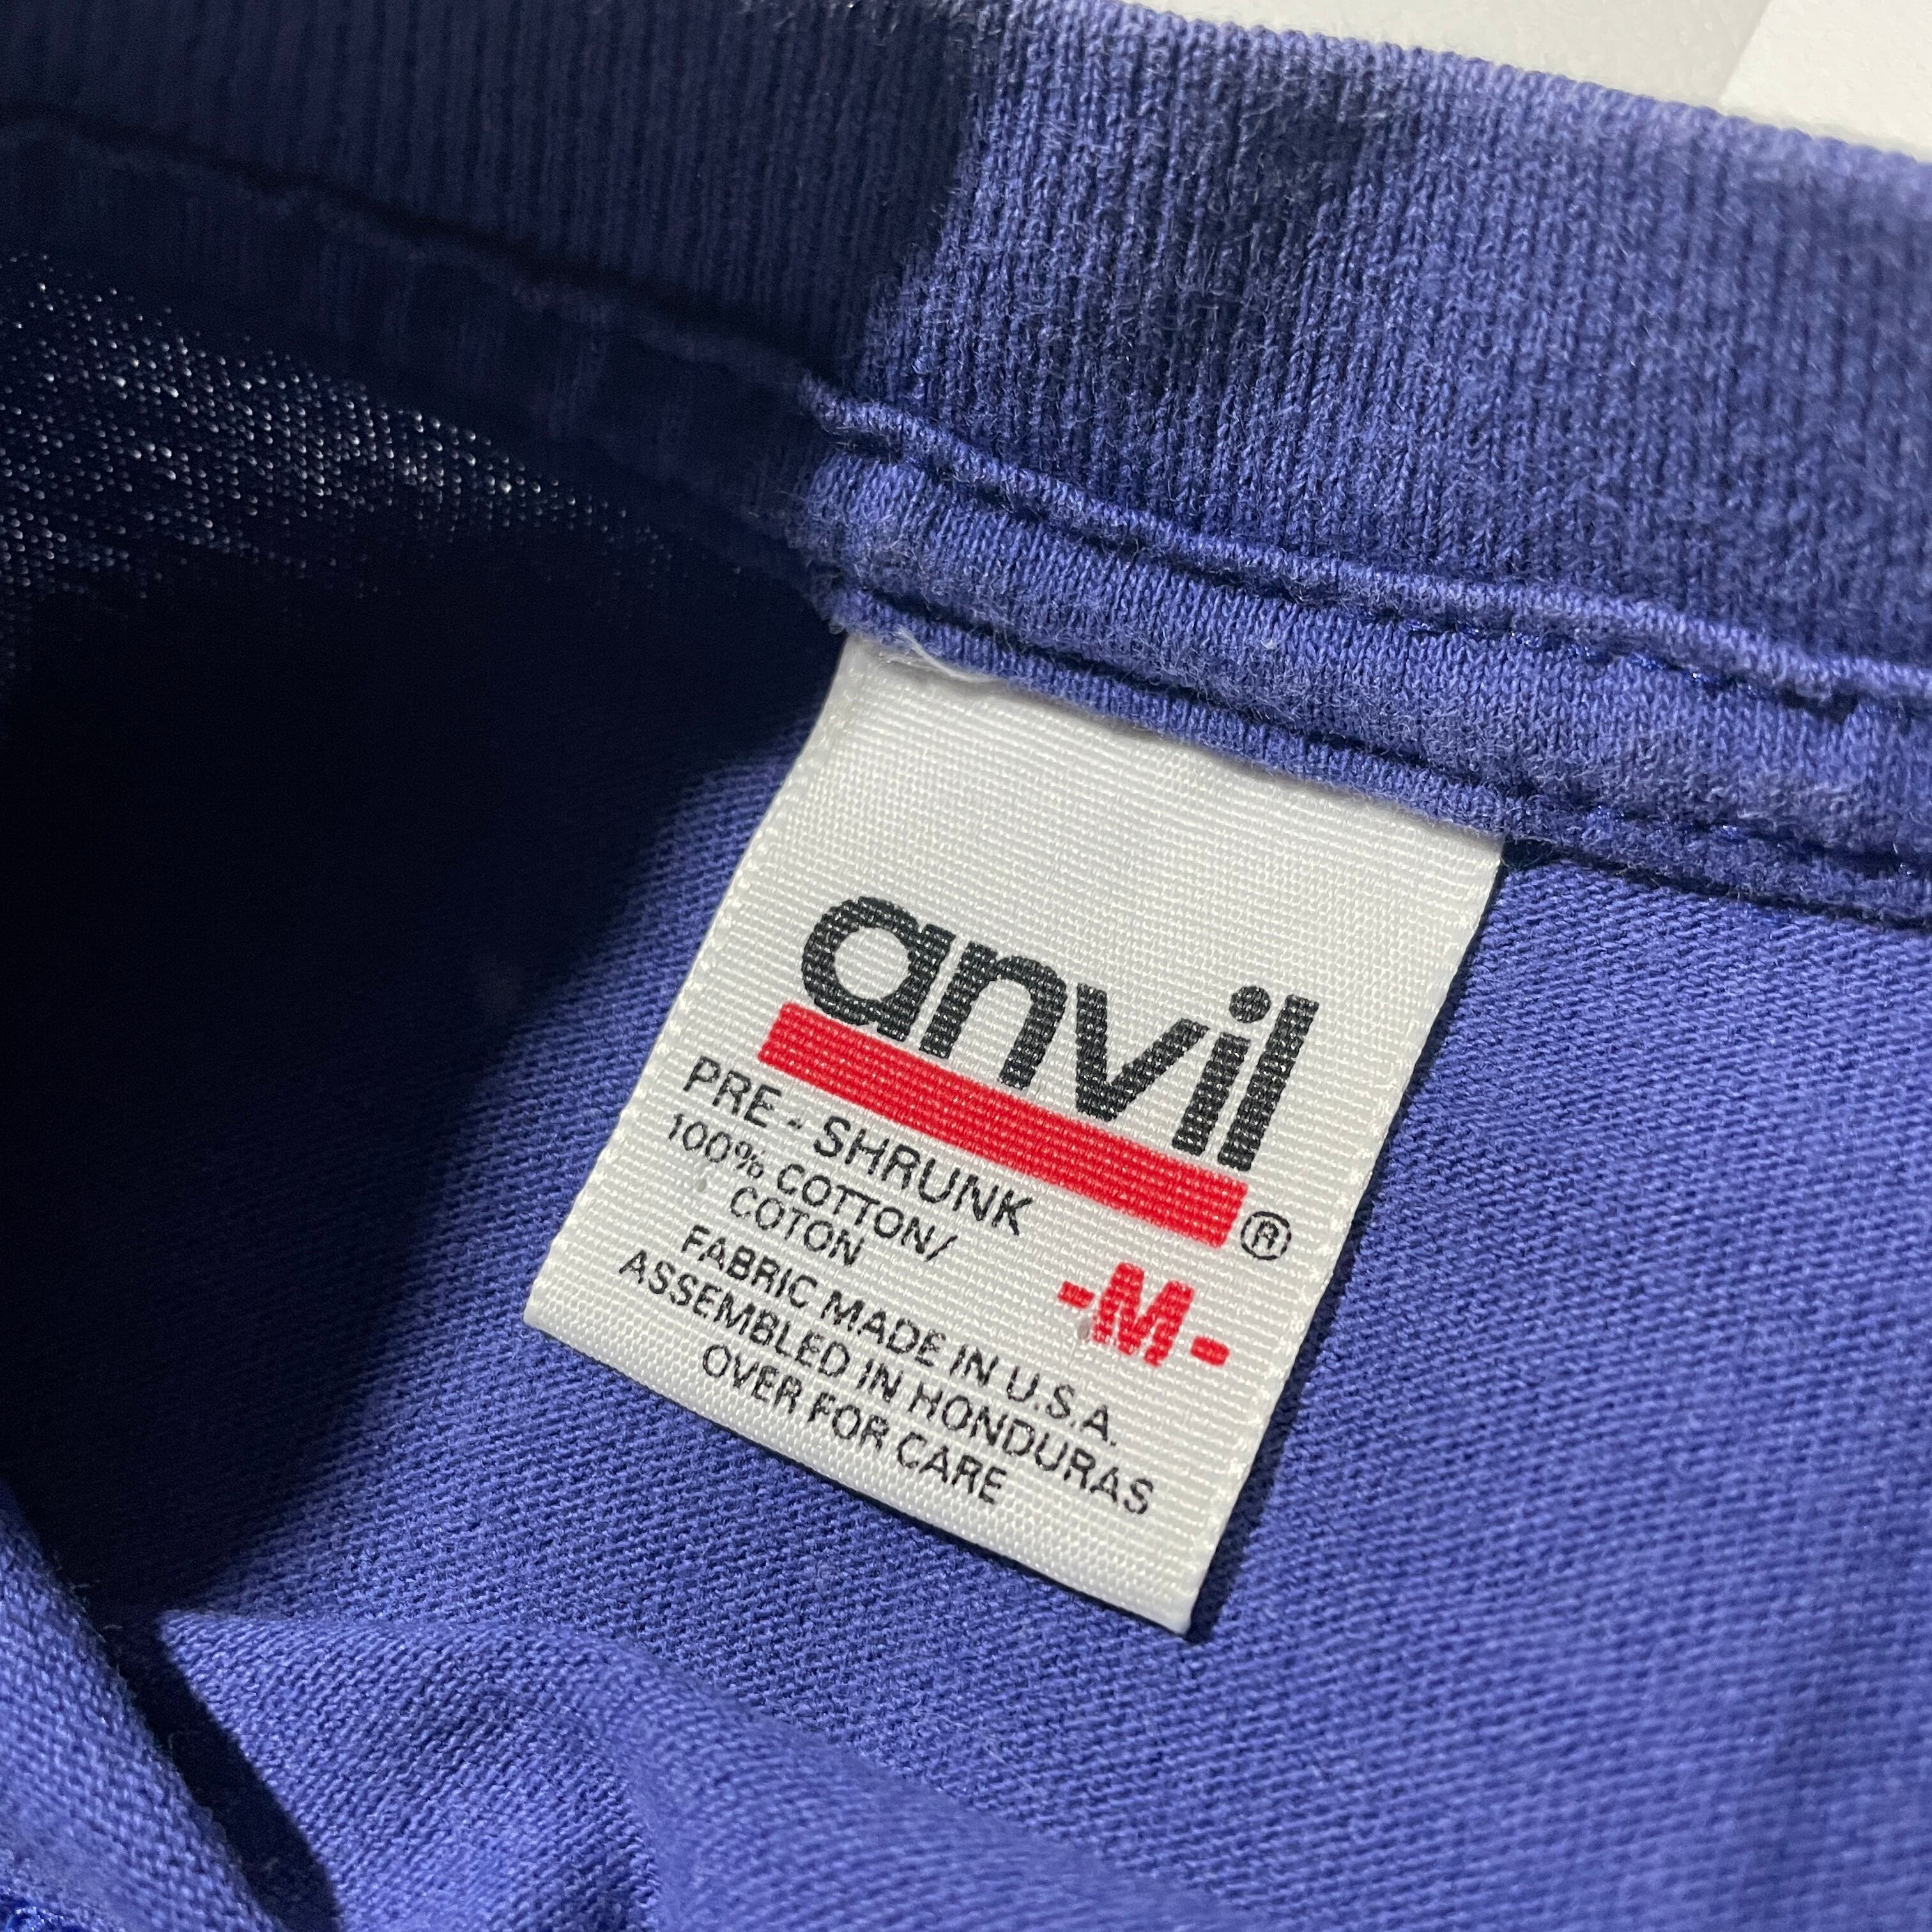 anvil®
PRE - SHRUNK
100% COTTON/
COTON
-M-
FABRIC MADE IN U.S.A.
ASSEMBLED IN HONDURAS
OVER FOR CARE